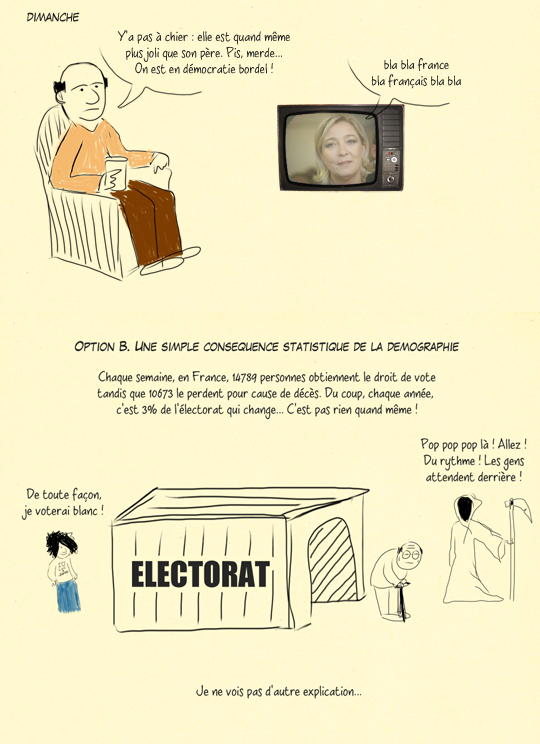 DIMANCHE
Y'a pas à chier : elle est quand même
plus joli que son père. Pis, merde...
On est en démocratie bordel !
bla bla france
bla français bla bla
OPTION B. UNE SIMPLE CONSEQUENCE STATISTIQUE DE LA DEMOGRAPHIE
Chaque semaine, en France, 14789 personnes obtiennent le droit de vote
tandis que 10673 le perdent pour cause de décès. Du coup, chaque année,
c'est 3% de l'électorat qui change... C'est pas rien quand même !
Pop pop pop là ! Allez !
Du rythme ! Les gens
attendent derrière !
De toute façon,
je voterai blanc !
ELECTORAT
Je ne vois pas d'autre explication...